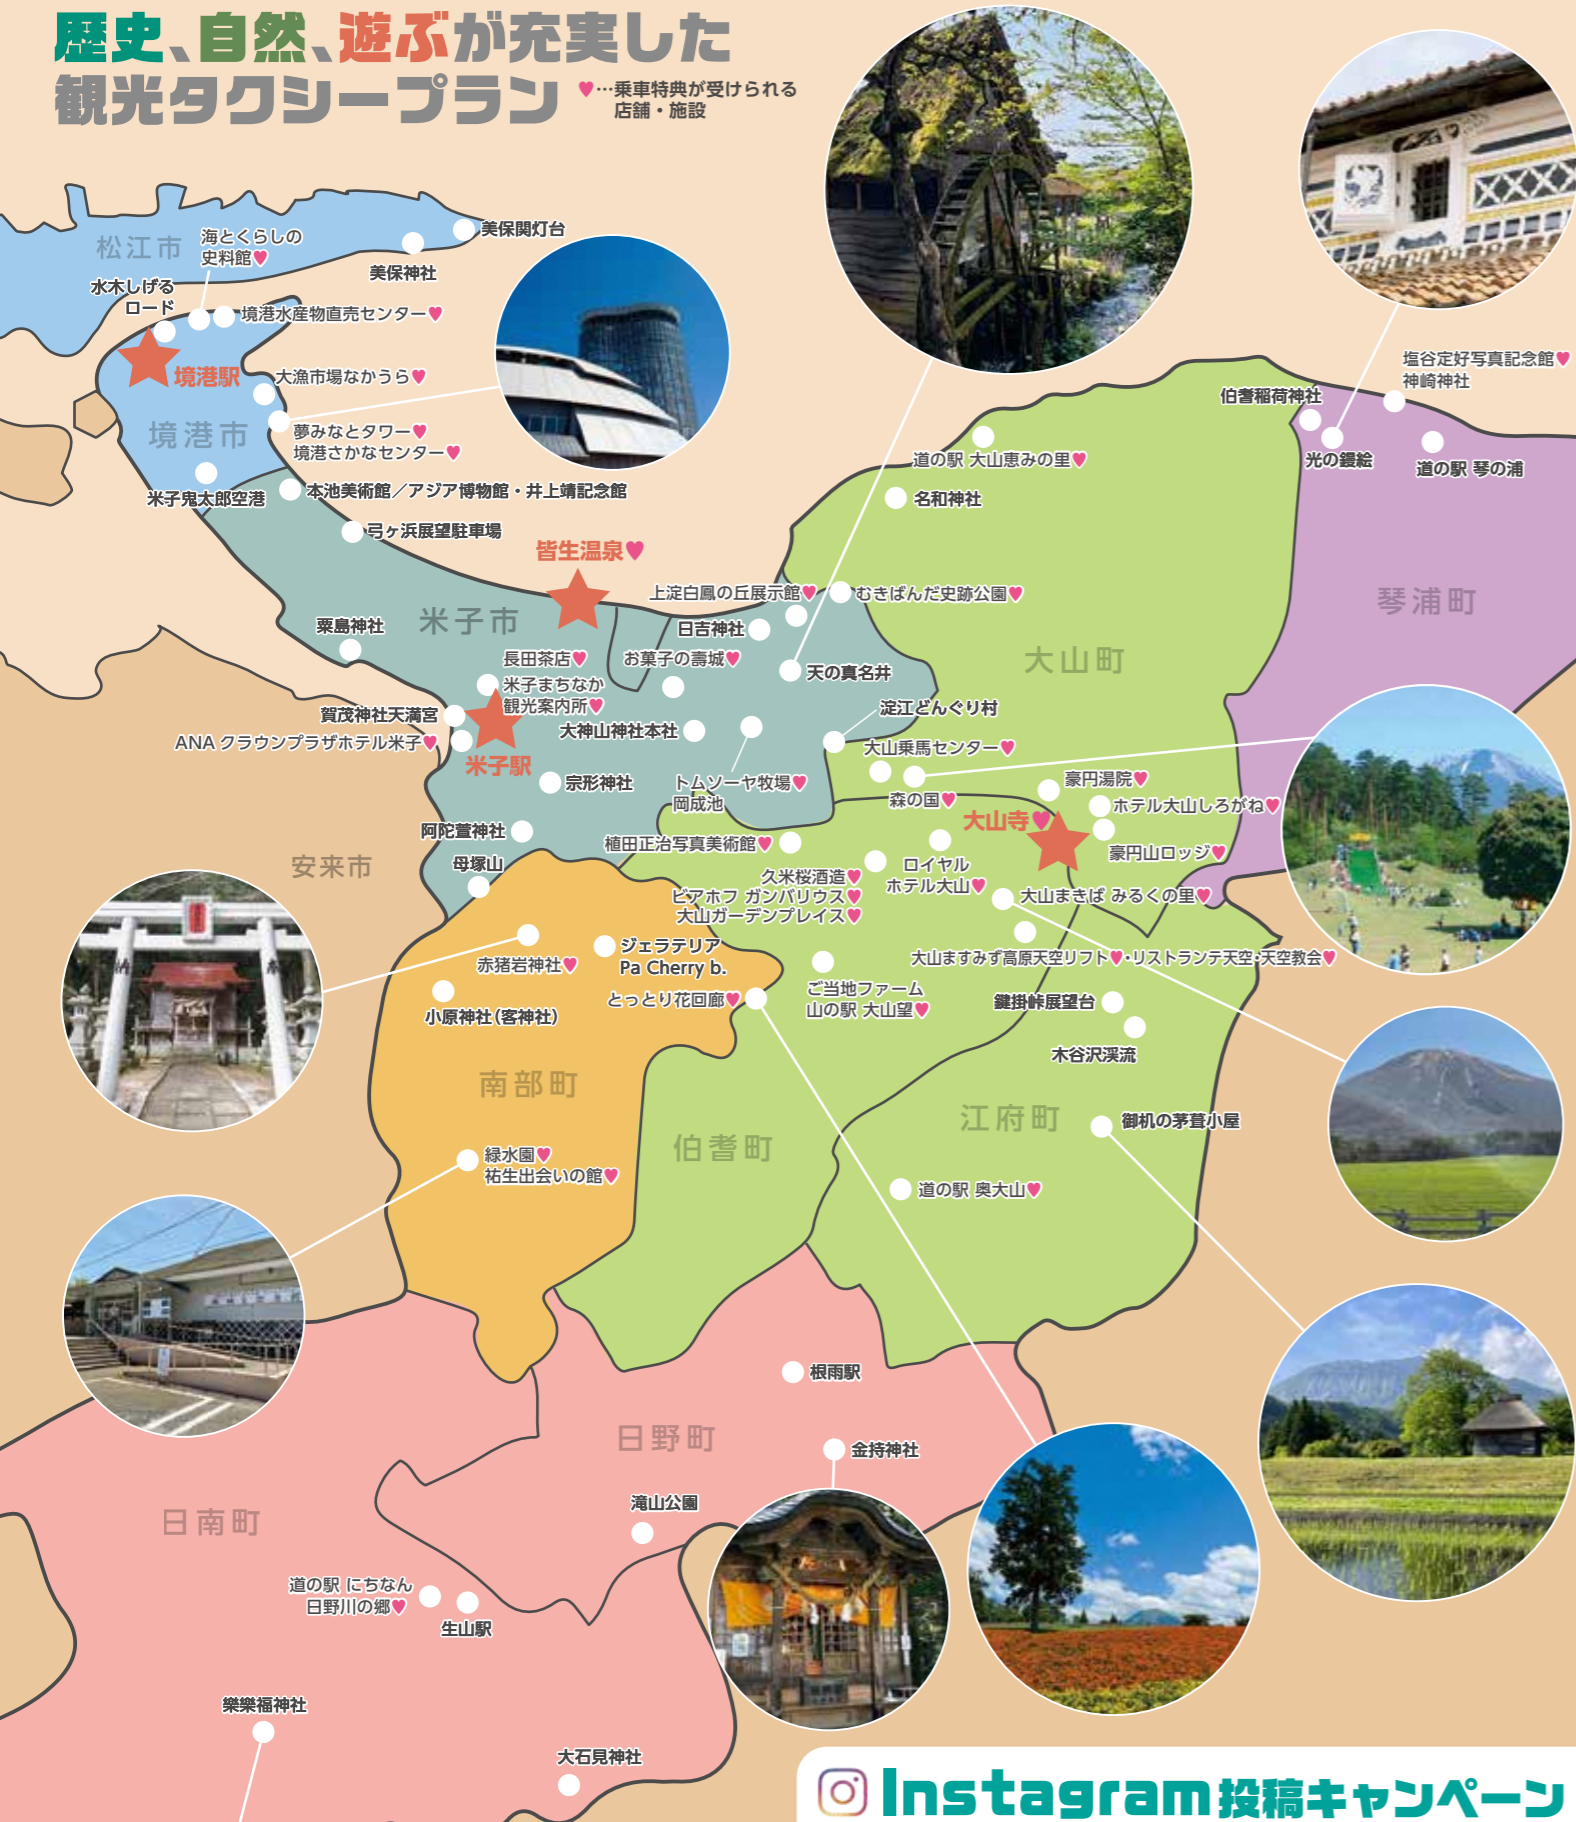 歴史、自然、遊ぶが充実した
観光タクシープラン
♥…乗車特典が受けられる
店舗・施設
松江市
海とくらしの
史料館♥
美保関灯台
美保神社
水木しげる
ロード
境港水産物直売センター♥
境港駅
大漁市場なかうら♥
境港市
夢みなとタワー♥
境港さかなセンター♥
米子鬼太郎空港
本池美術館／アジア博物館・井上靖記念館
弓ヶ浜展望駐車場
皆生温泉♥
塩谷定好写真記念館♥
神崎神社
伯耆稲荷神社
光の鏝絵
道の駅 琴の浦
道の駅 大山恵みの里♥
名和神社
琴浦町
大山町
上淀白鳳の丘展示館♥
むきばんだ史跡公園♥
米子市
粟島神社
日吉神社
長田茶店♥
お菓子の壽城♥
天の真名井
米子まちなか
観光案内所♥
淀江どんぐり村
賀茂神社天満宮
大神山神社本社
ANA クラウンプラザホテル米子♥
米子駅
大山乗馬センター♥
宗形神社
トムソーヤ牧場♥
岡成池
森の国♥
豪円湯院♥
ホテル大山しろがね♥
大山寺♥
阿陀萱神社
植田正治写真美術館♥
豪円山ロッジ♥
母塚山
安来市
久米桜酒造♥
ビアホフ ガンバリウス♥
大山ガーデンプレイス♥
ロイヤル
ホテル大山♥
大山まきば みるくの里♥
赤猪岩神社♥
ジェラテリア
Pa Cherry b.
大山ますみず高原天空リフト♥・リストランテ天空・天空教会♥
とっとり花回廊♥
ご当地ファーム
山の駅 大山望♥
鍵掛峠展望台
小原神社（客神社）
木谷沢渓流
南部町
江府町
御机の茅葺小屋
伯耆町
緑水園♥
祐生出会いの館♥
道の駅 奥大山♥
根雨駅
日野町
金持神社
滝山公園
日南町
道の駅 にちなん
日野川の郷♥
生山駅
樂樂福神社
大石見神社
Instagram投稿キャンペーン